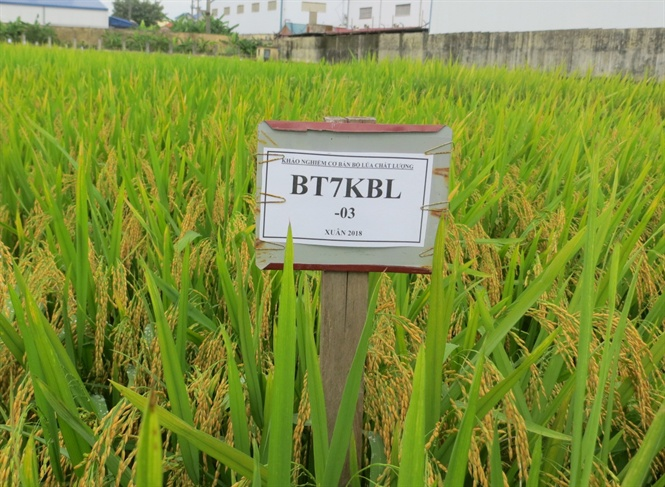 KHẢO NGHIỆM CƠ BẢN BỘ LÚA CHẤT LƯỢNG
BT7KBL
-03
XUÂN 2018